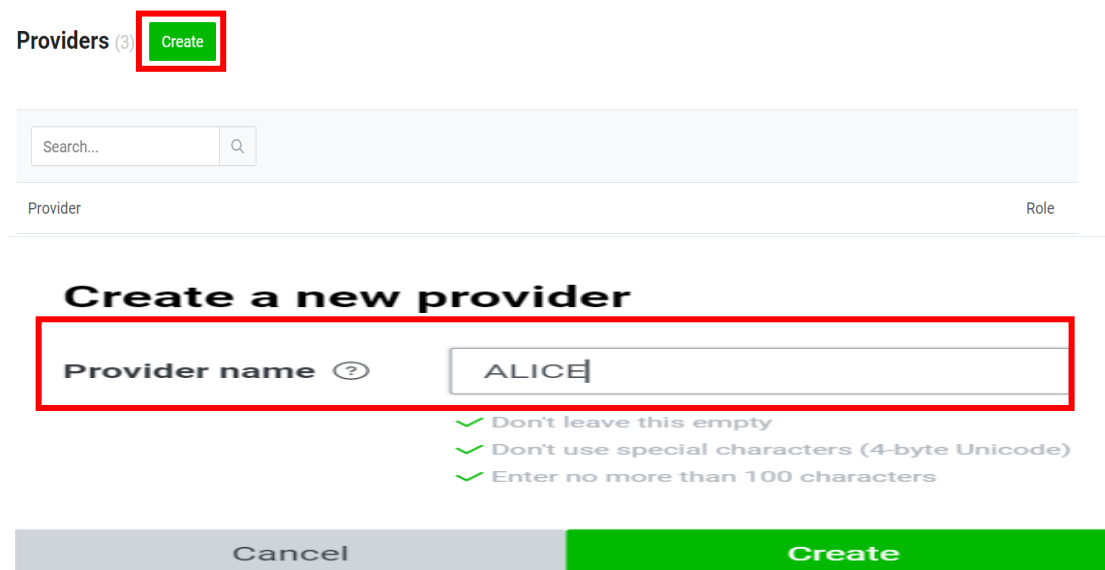 Providers (3) Create
Search...
Provider Role
Create a new provider
Provider name ? ALICE
Don't leave this empty
Don't use special characters (4-byte Unicode)
Enter no more than 100 characters
Cancel Create